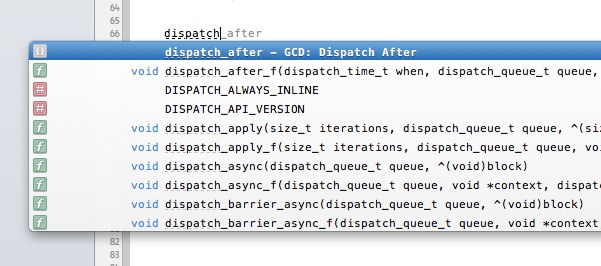 64
65
66 dispatch_after
{} dispatch_after – GCD: Dispatch After
f void dispatch_after_f(dispatch_time_t when, dispatch_queue_t queue,
# DISPATCH_ALWAYS_INLINE
# DISPATCH_API_VERSION
f void dispatch_apply(size_t iterations, dispatch_queue_t queue, ^(siz
f void dispatch_apply_f(size_t iterations, dispatch_queue_t queue, voi
f void dispatch_async(dispatch_queue_t queue, ^(void)block)
f void dispatch_async_f(dispatch_queue_t queue, void *context, dispatc
f void dispatch_barrier_async(dispatch_queue_t queue, ^(void)block)
f void dispatch_barrier_async_f(dispatch_queue_t queue, void *context
82
83